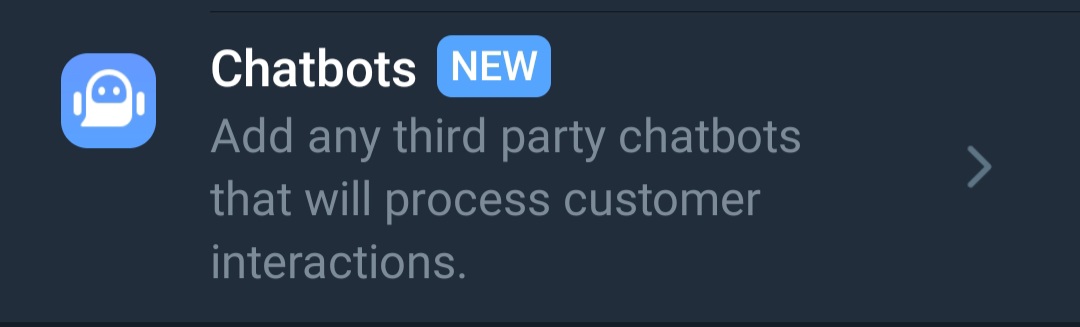 Chatbots NEW
Add any third party chatbots
that will process customer
interactions.